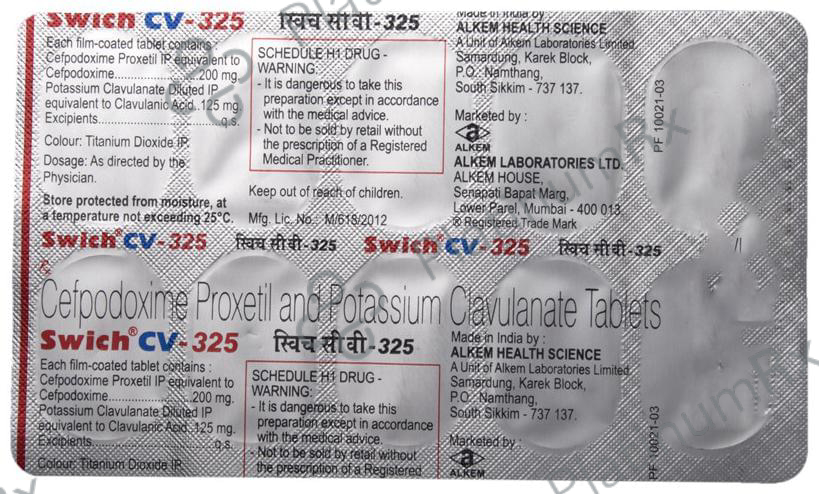 Swich CV-325 स्विच सी वी -325
Each film-coated tablet contains :
Cefpodoxime Proxetil IP equivalent to
Cefpodoxime....................200 mg.
Potassium Clavulanate Diluted IP
equivalent to Clavulanic Acid. 125 mg.
Excipients...............................q.s.
Colour: Titanium Dioxide IP.
Dosage: As directed by the
Physician.
Store protected from moisture, at
a temperature not exceeding 25°C.
SCHEDULE H1 DRUG -
WARNING:
- It is dangerous to take this
preparation except in accordance
with the medical advice.
- Not to be sold by retail without
the prescription of a Registered
Medical Practitioner.
Keep out of reach of children.
Mfg. Lic. No.: M/618/2012
Made in India by:
ALKEM HEALTH SCIENCE
A Unit of Alkem Laboratories Limited
Samardung, Karek Block,
P.O. Namthang,
South Sikkim - 737 137.
Marketed by :
a
ALKEM
ALKEM LABORATORIES LTD.
ALKEM HOUSE,
Senapati Bapat Marg,
Lower Parel, Mumbai - 400 013.
® Registered Trade Mark
PF 10021-03
Swich® CV-325 स्विच सी वी -325 Swich® CV-325 स्विच सी वी -325
Cefpodoxime Proxetil and Potassium Clavulanate Tablets
Swich® CV-325 स्विच सी वी -325
Each film-coated tablet contains :
Cefpodoxime Proxetil IP equivalent to
Cefpodoxime....................200 mg.
Potassium Clavulanate Diluted IP
equivalent to Clavulanic Acid. 125 mg.
Excipients...............................q.s.
Colour: Titanium Dioxide IP.
SCHEDULE H1 DRUG -
WARNING:
- It is dangerous to take this
preparation except in accordance
with the medical advice.
- Not to be sold by retail without
the prescription of a Registered
Made in India by :
ALKEM HEALTH SCIENCE
A Unit of Alkem Laboratories Limited
Samardung, Karek Block,
P.O. Namthang,
South Sikkim - 737 137.
Marketed by :
a
ALKEM
PF 10021-03
PlatinumRx